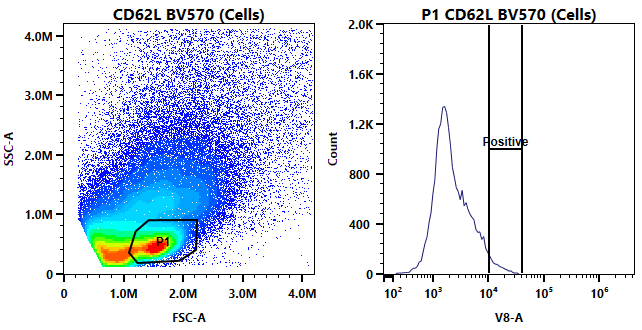 CD62L BV570 (Cells)
4.0M
3.0M
2.0M
1.0M
0
SSC-A
P1
0
1.0M
2.0M
3.0M
4.0M
FSC-A
P1 CD62L BV570 (Cells)
2.0K
1.6K
1.2K
800
400
0
Count
Positive
10²
10³
10⁴
10⁵
10⁶
V8-A